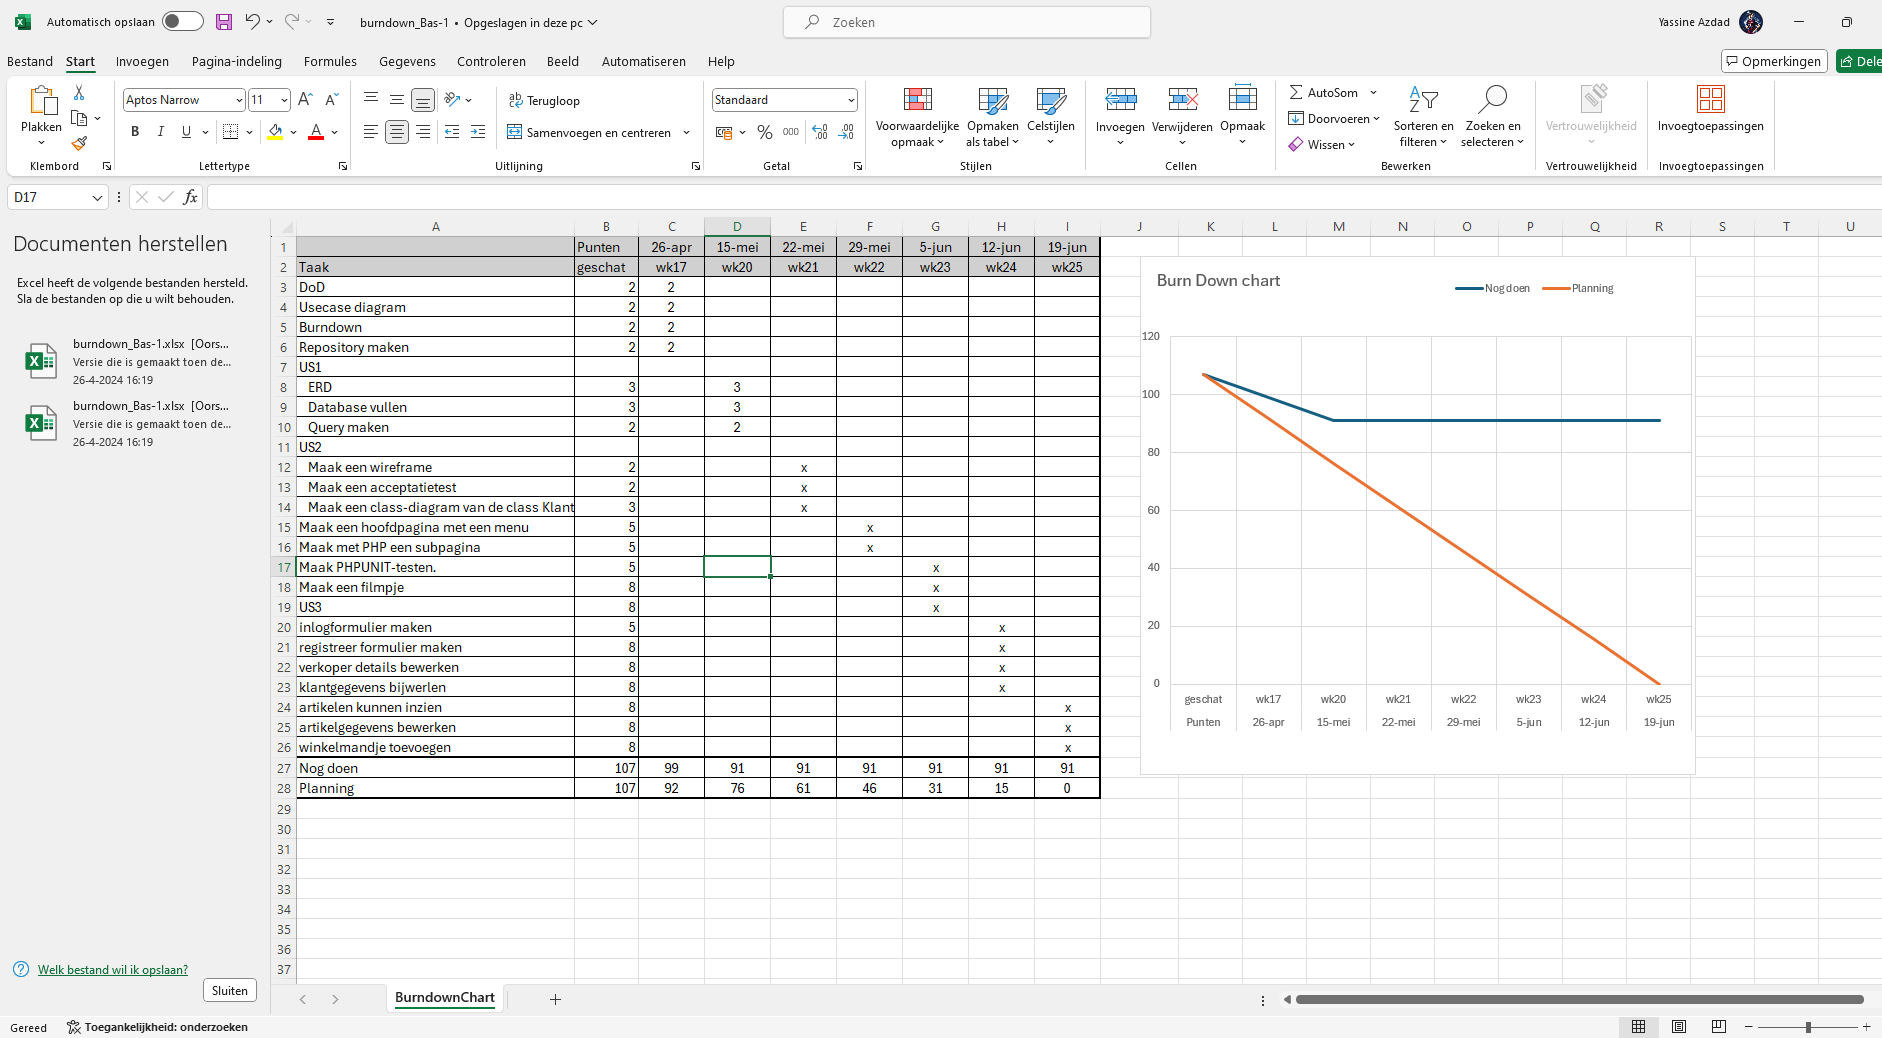 Automatisch opslaan burndown_Bas-1 • Opgeslagen in deze pc Zoeken Yassine Azdad
Bestand Start Invoegen Pagina-indeling Formules Gegevens Controleren Beeld Automatiseren Help Opmerkingen Dele
Plakken Klembord
Aptos Narrow 11 Lettertype
Terugloop
Samenvoegen en centreren
Uitlijning
Standaard
% 000
Getal
Voorwaardelijke opmaak Opmaken als tabel Celstijlen
Stijlen
Invoegen Verwijderen Opmaak
Cellen
AutoSom
Doorvoeren
Wissen
Sorteren en filteren Zoeken en selecteren
Bewerken
Vertrouwelijkheid
Vertrouwelijkheid
Invoegtoepassingen
Invoegtoepassingen
D17 fx
Documenten herstellen
Excel heeft de volgende bestanden hersteld.
Sla de bestanden op die u wilt behouden.
burndown_Bas-1.xlsx [Oors...
Versie die is gemaakt toen de...
26-4-2024 16:19
burndown_Bas-1.xlsx [Oors...
Versie die is gemaakt toen de...
26-4-2024 16:19
Welk bestand wil ik opslaan?
Sluiten
A B C D E F G H I J K L M N O P Q R S T U
1 Punten 26-apr 15-mei 22-mei 29-mei 5-jun 12-jun 19-jun
2 Taak geschat wk17 wk20 wk21 wk22 wk23 wk24 wk25
3 DoD 2 2
4 Usecase diagram 2 2
5 Burndown 2 2
6 Repository maken 2 2
7 US1
8 ERD 3 3
9 Database vullen 3 3
10 Query maken 2 2
11 US2
12 Maak een wireframe 2 x
13 Maak een acceptatietest 2 x
14 Maak een class-diagram van de class Klant 3 x
15 Maak een hoofdpagina met een menu 5 x
16 Maak met PHP een subpagina 5 x
17 Maak PHPUNIT-testen. 5 x
18 Maak een filmpje 8 x
19 US3 8 x
20 inlogformulier maken 5 x
21 registreer formulier maken 8 x
22 verkoper details bewerken 8 x
23 klantgegevens bijwerlen 8 x
24 artikelen kunnen inzien 8 x
25 artikelgegevens bewerken 8 x
26 winkelmandje toevoegen 8 x
27 Nog doen 107 99 91 91 91 91 91 91
28 Planning 107 92 76 61 46 31 15 0
29
30
31
32
33
34
35
36
37
Burn Down chart
Nog doen Planning
120
100
80
60
40
20
0
geschat wk17 wk20 wk21 wk22 wk23 wk24 wk25
Punten 26-apr 15-mei 22-mei 29-mei 5-jun 12-jun 19-jun
BurndownChart
Gereed Toegankelijkheid: onderzoeken